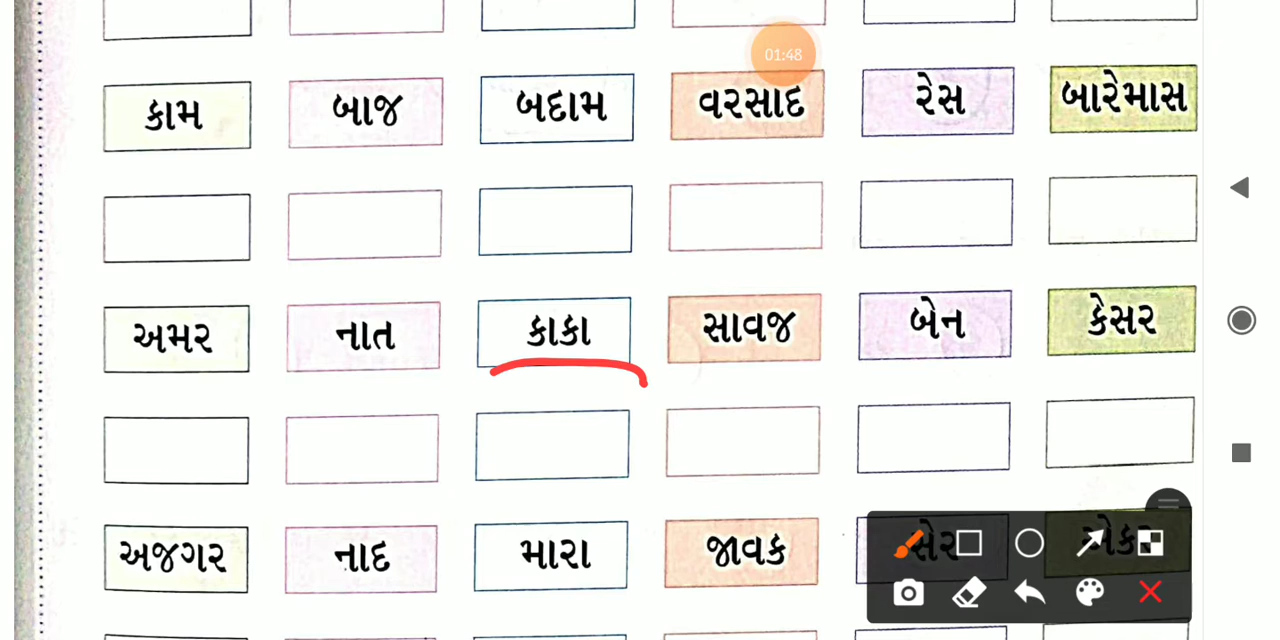 01:48
કામ બાજ બદામ વરસાદ રેસ બારેમાસ
અમર નાત કાકા સાવજ બેન કેસર
અજગર નાદ મારા જાવક સેર